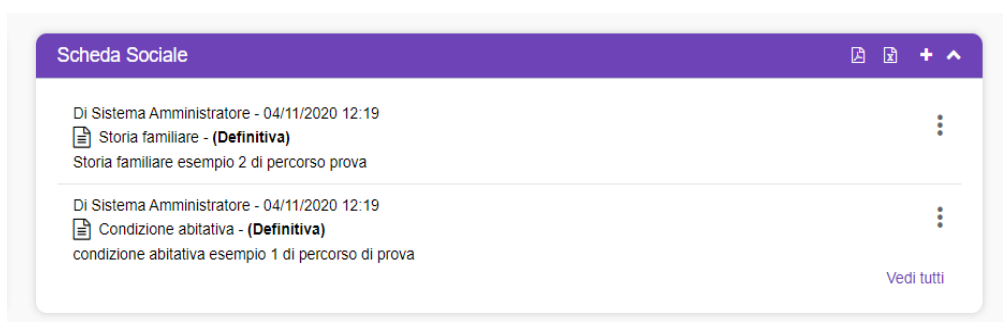 Scheda Sociale
Di Sistema Amministratore - 04/11/2020 12:19
Storia familiare - (Definitiva)
Storia familiare esempio 2 di percorso prova
Di Sistema Amministratore - 04/11/2020 12:19
Condizione abitativa - (Definitiva)
condizione abitativa esempio 1 di percorso di prova
Vedi tutti